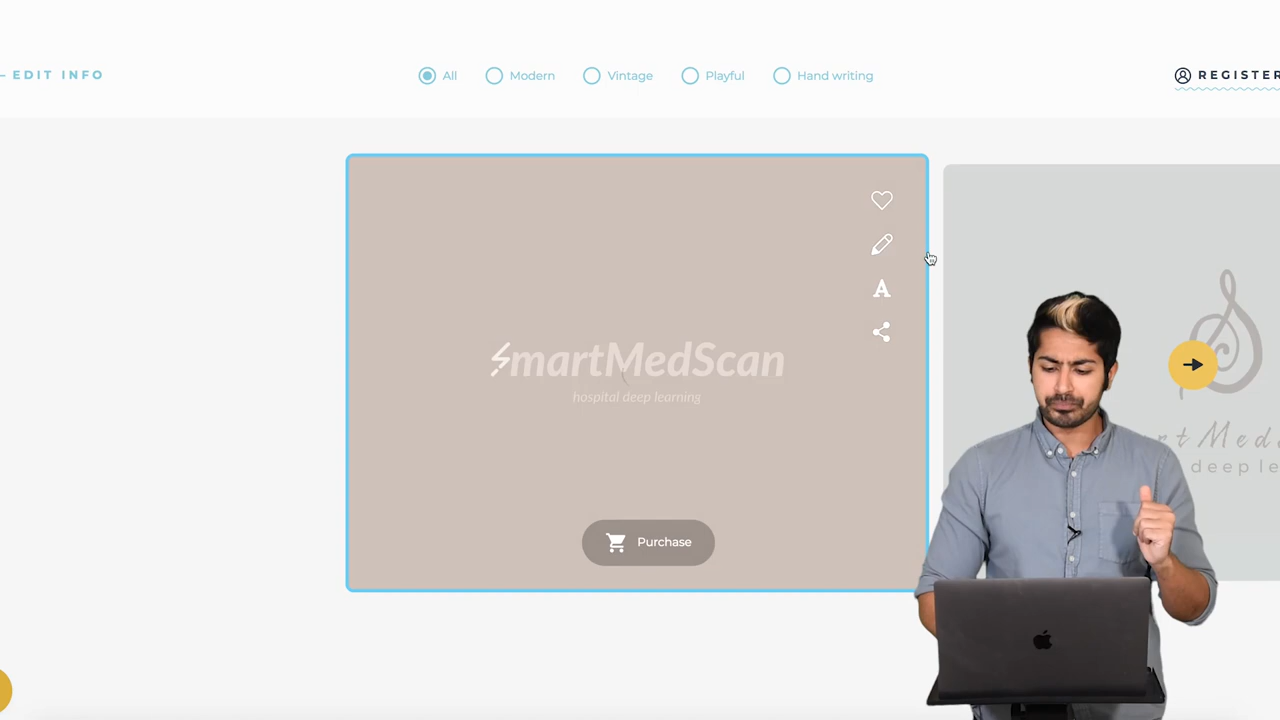 – EDIT INFO
All
Modern
Vintage
Playful
Hand writing
REGISTER
SmartMedScan
hospital deep learning
Purchase
deep le